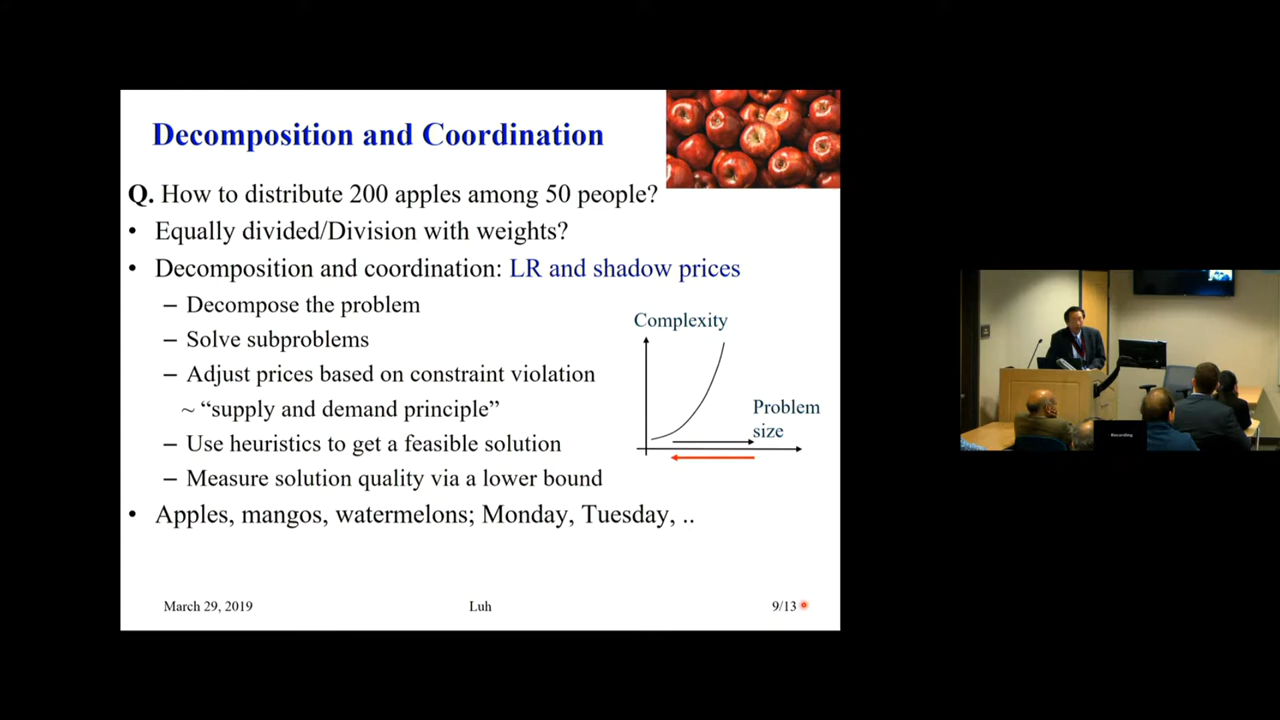 Decomposition and Coordination
Q. How to distribute 200 apples among 50 people?
• Equally divided/Division with weights?
• Decomposition and coordination: LR and shadow prices
– Decompose the problem
– Solve subproblems
– Adjust prices based on constraint violation
~ “supply and demand principle”
– Use heuristics to get a feasible solution
– Measure solution quality via a lower bound
• Apples, mangos, watermelons; Monday, Tuesday, ..
Complexity
Problem
size
March 29, 2019
Luh
9/13
Recording